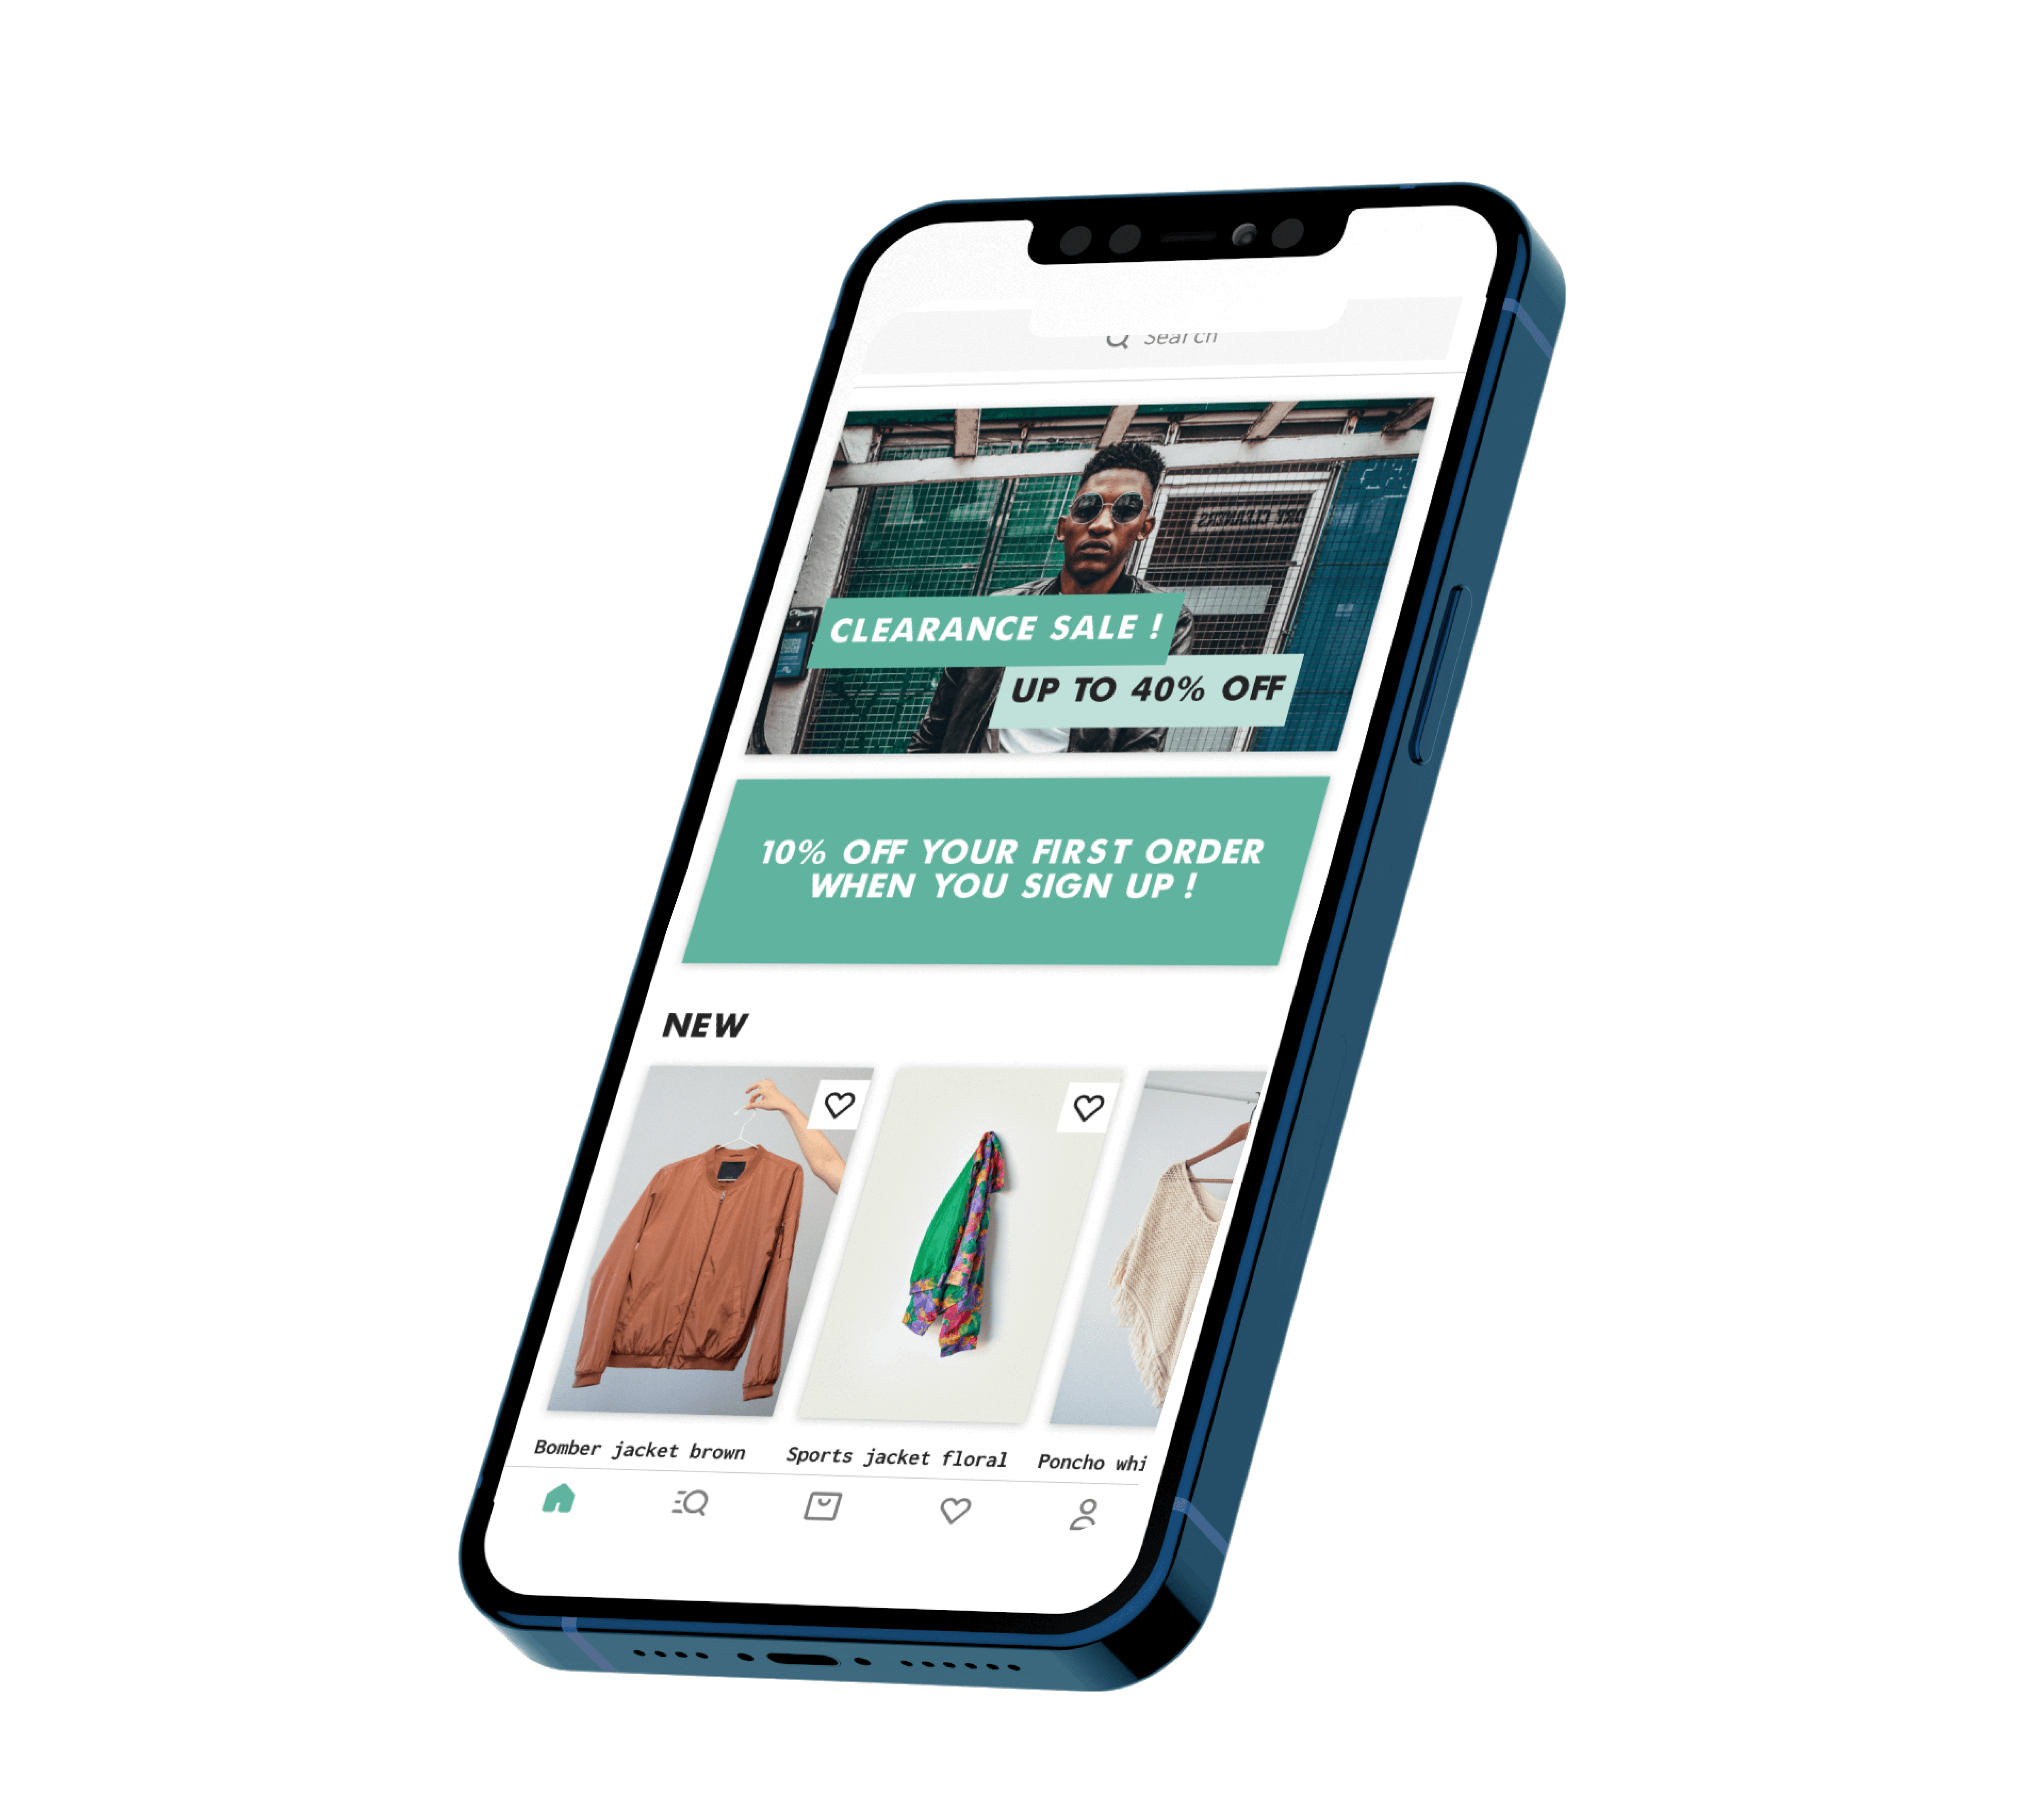 Search
CLEARANCE SALE !
UP TO 40% OFF
10% OFF YOUR FIRST ORDER
WHEN YOU SIGN UP !
NEW
Bomber jacket brown
Sports jacket floral
Poncho whi